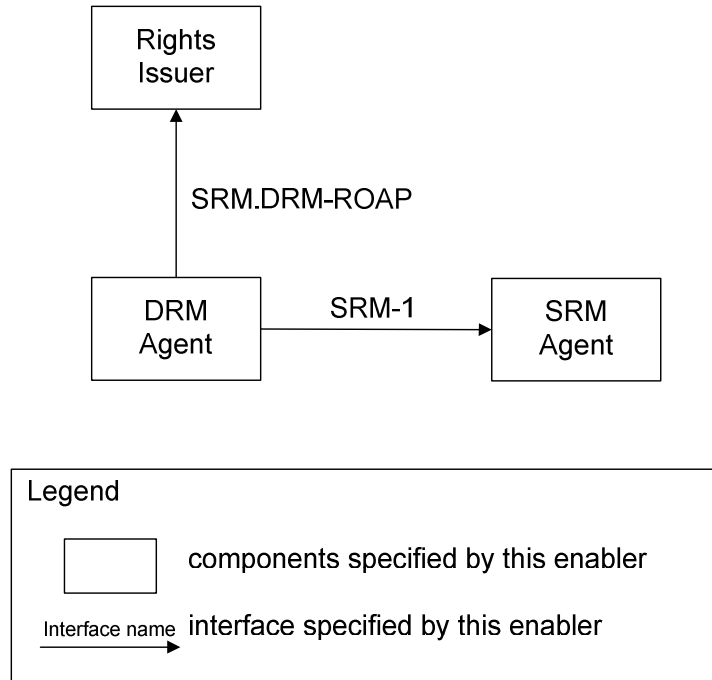 Rights
Issuer
SRM.DRM-ROAP
DRM
Agent
SRM-1
SRM
Agent
Legend
components specified by this enabler
Interface name
interface specified by this enabler